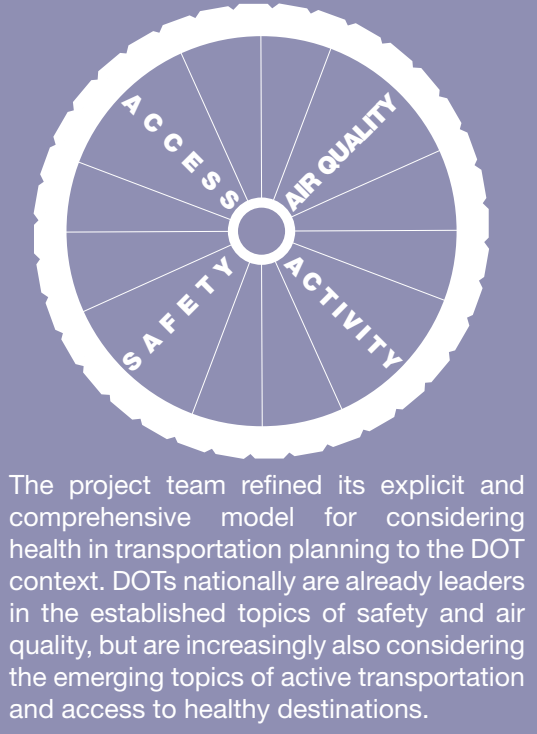 ACCESS
AIR QUALITY
SAFETY
ACTIVITY
The project team refined its explicit and
comprehensive model for considering
health in transportation planning to the DOT
context. DOTs nationally are already leaders
in the established topics of safety and air
quality, but are increasingly also considering
the emerging topics of active transportation
and access to healthy destinations.